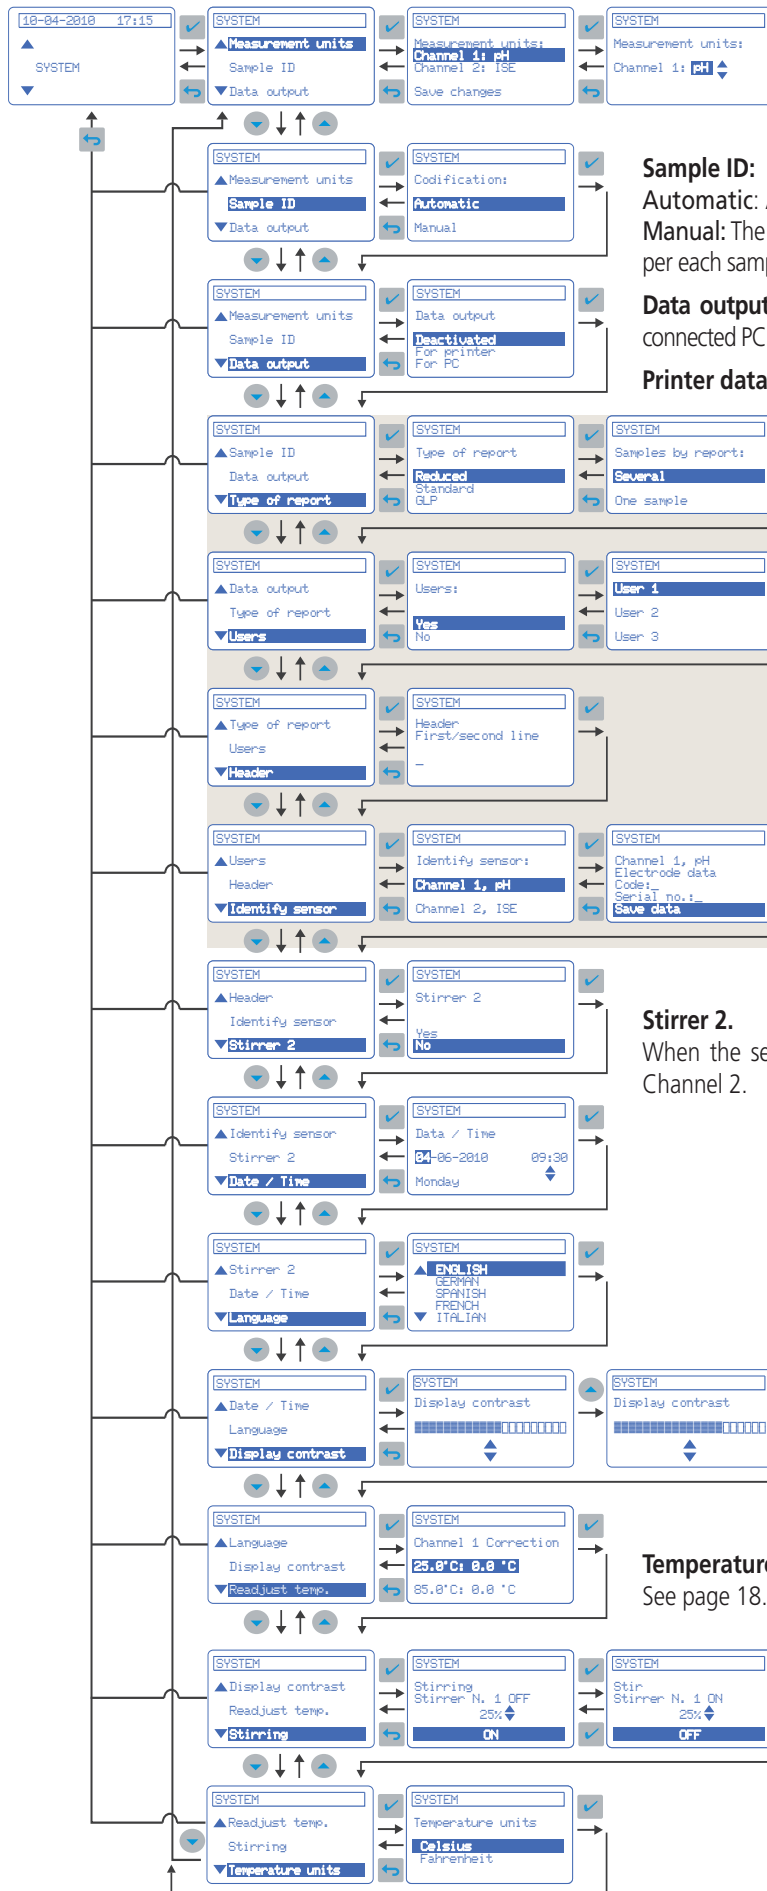 10-04-2010 17:15
SYSTEM
SYSTEM
Measurement units
Sample ID
Data output
SYSTEM
Measurement units:
Channel 1: pH
Channel 2: ISE
Save changes
SYSTEM
Measurement units:
Channel 1: pH
SYSTEM
Measurement units
Sample ID
Data output
SYSTEM
Codification:
Automatic
Manual
Sample ID:
Automatic:
Manual: The
per each samp
SYSTEM
Measurement units
Sample ID
Data output
SYSTEM
Data output
Deactivated
For printer
For PC
Data output
connected PC
Printer data
SYSTEM
Sample ID
Data output
Type of report
SYSTEM
Type of report
Reduced
Standard
GLP
SYSTEM
Samples by report:
Several
One sample
SYSTEM
Data output
Type of report
Users
SYSTEM
Users:
Yes
No
SYSTEM
User 1
User 2
User 3
SYSTEM
Type of report
Users
Header
SYSTEM
Header
First/second line
_
SYSTEM
Users
Header
Identify sensor
SYSTEM
Identify sensor:
Channel 1, pH
Channel 2, ISE
SYSTEM
Channel 1, pH
Electrode data
Code:_
Serial no.:_
Save data
SYSTEM
Header
Identify sensor
Stirrer 2
SYSTEM
Stirrer 2
Yes
No
Stirrer 2.
When the se
Channel 2.
SYSTEM
Identify sensor
Stirrer 2
Date / Time
SYSTEM
Data / Time
04-06-2010 09:30
Monday
SYSTEM
Stirrer 2
Date / Time
Language
SYSTEM
ENGLISH
GERMAN
SPANISH
FRENCH
ITALIAN
SYSTEM
Date / Time
Language
Display contrast
SYSTEM
Display contrast
SYSTEM
Display contrast
SYSTEM
Language
Display contrast
Readjust temp.
SYSTEM
Channel 1 Correction
25.0°C: 0.0 °C
85.0°C: 0.0 °C
Temperature
See page 18.
SYSTEM
Display contrast
Readjust temp.
Stirring
SYSTEM
Stirring
Stirrer N. 1 OFF
25%
ON
SYSTEM
Stir
Stirrer N. 1 ON
25%
OFF
SYSTEM
Readjust temp.
Stirring
Temperature units
SYSTEM
Temperature units
Celsius
Fahrenheit